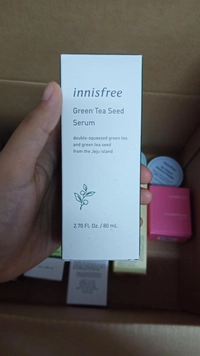 innisfree
Green Tea Seed
Serum
double-squeezed green tea
and green tea seed
from the Jeju island
2.70 Fl. Oz. / 80 mL